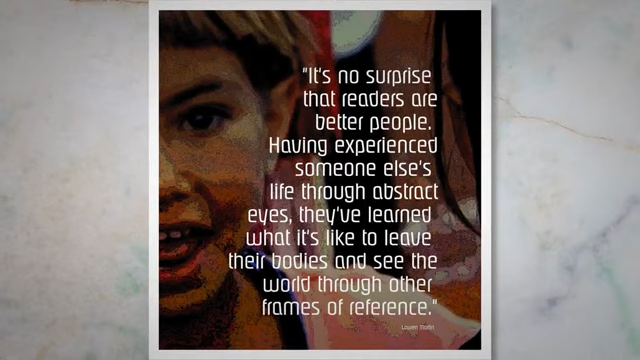 "It's no surprise
that readers are
better people.
Having experienced
someone else's
life through abstract
eyes, they've learned
what it's like to leave
their bodies and see the
world through other
frames of reference."